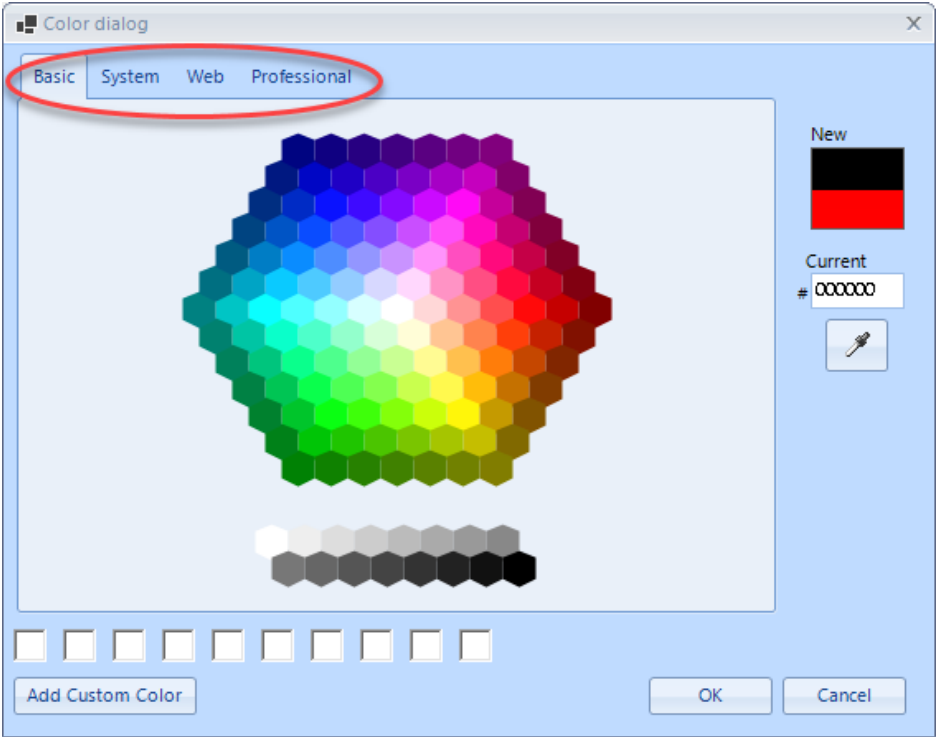 Color dialog
Basic System Web Professional
New
Current
# 000000
Add Custom Color OK Cancel